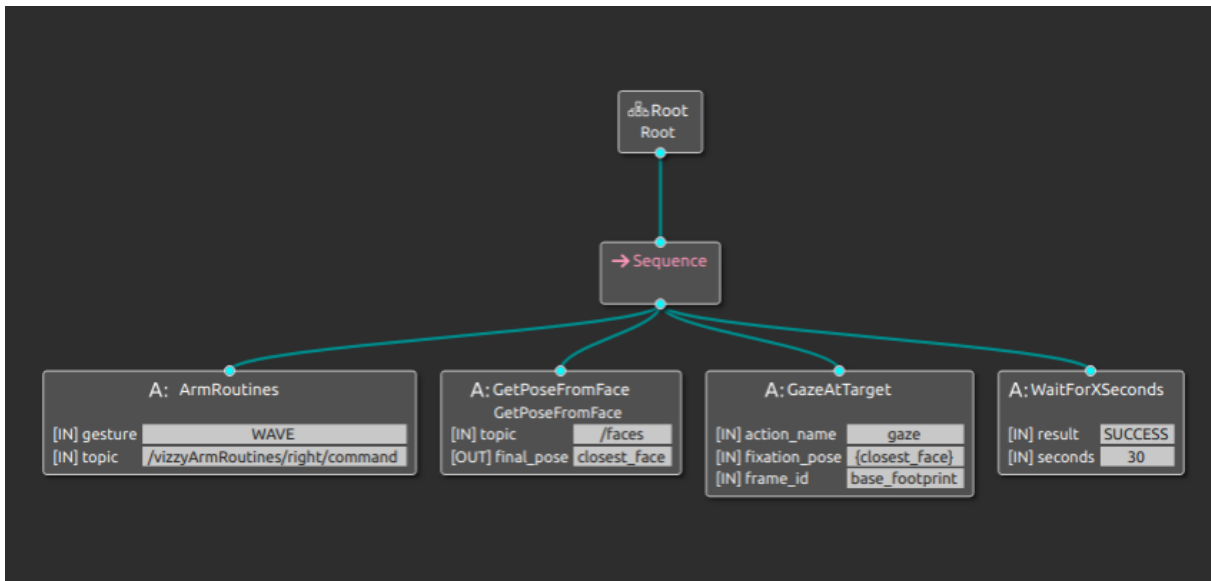 Root
Root
Sequence
A: ArmRoutines
[IN] gesture WAVE
[IN] topic /vizzyArmRoutines/right/command
A: GetPoseFromFace
GetPoseFromFace
[IN] topic /faces
[OUT] final_pose closest_face
A: GazeAtTarget
[IN] action_name gaze
[IN] fixation_pose {closest_face}
[IN] frame_id base_footprint
A: WaitForXSeconds
[IN] result SUCCESS
[IN] seconds 30